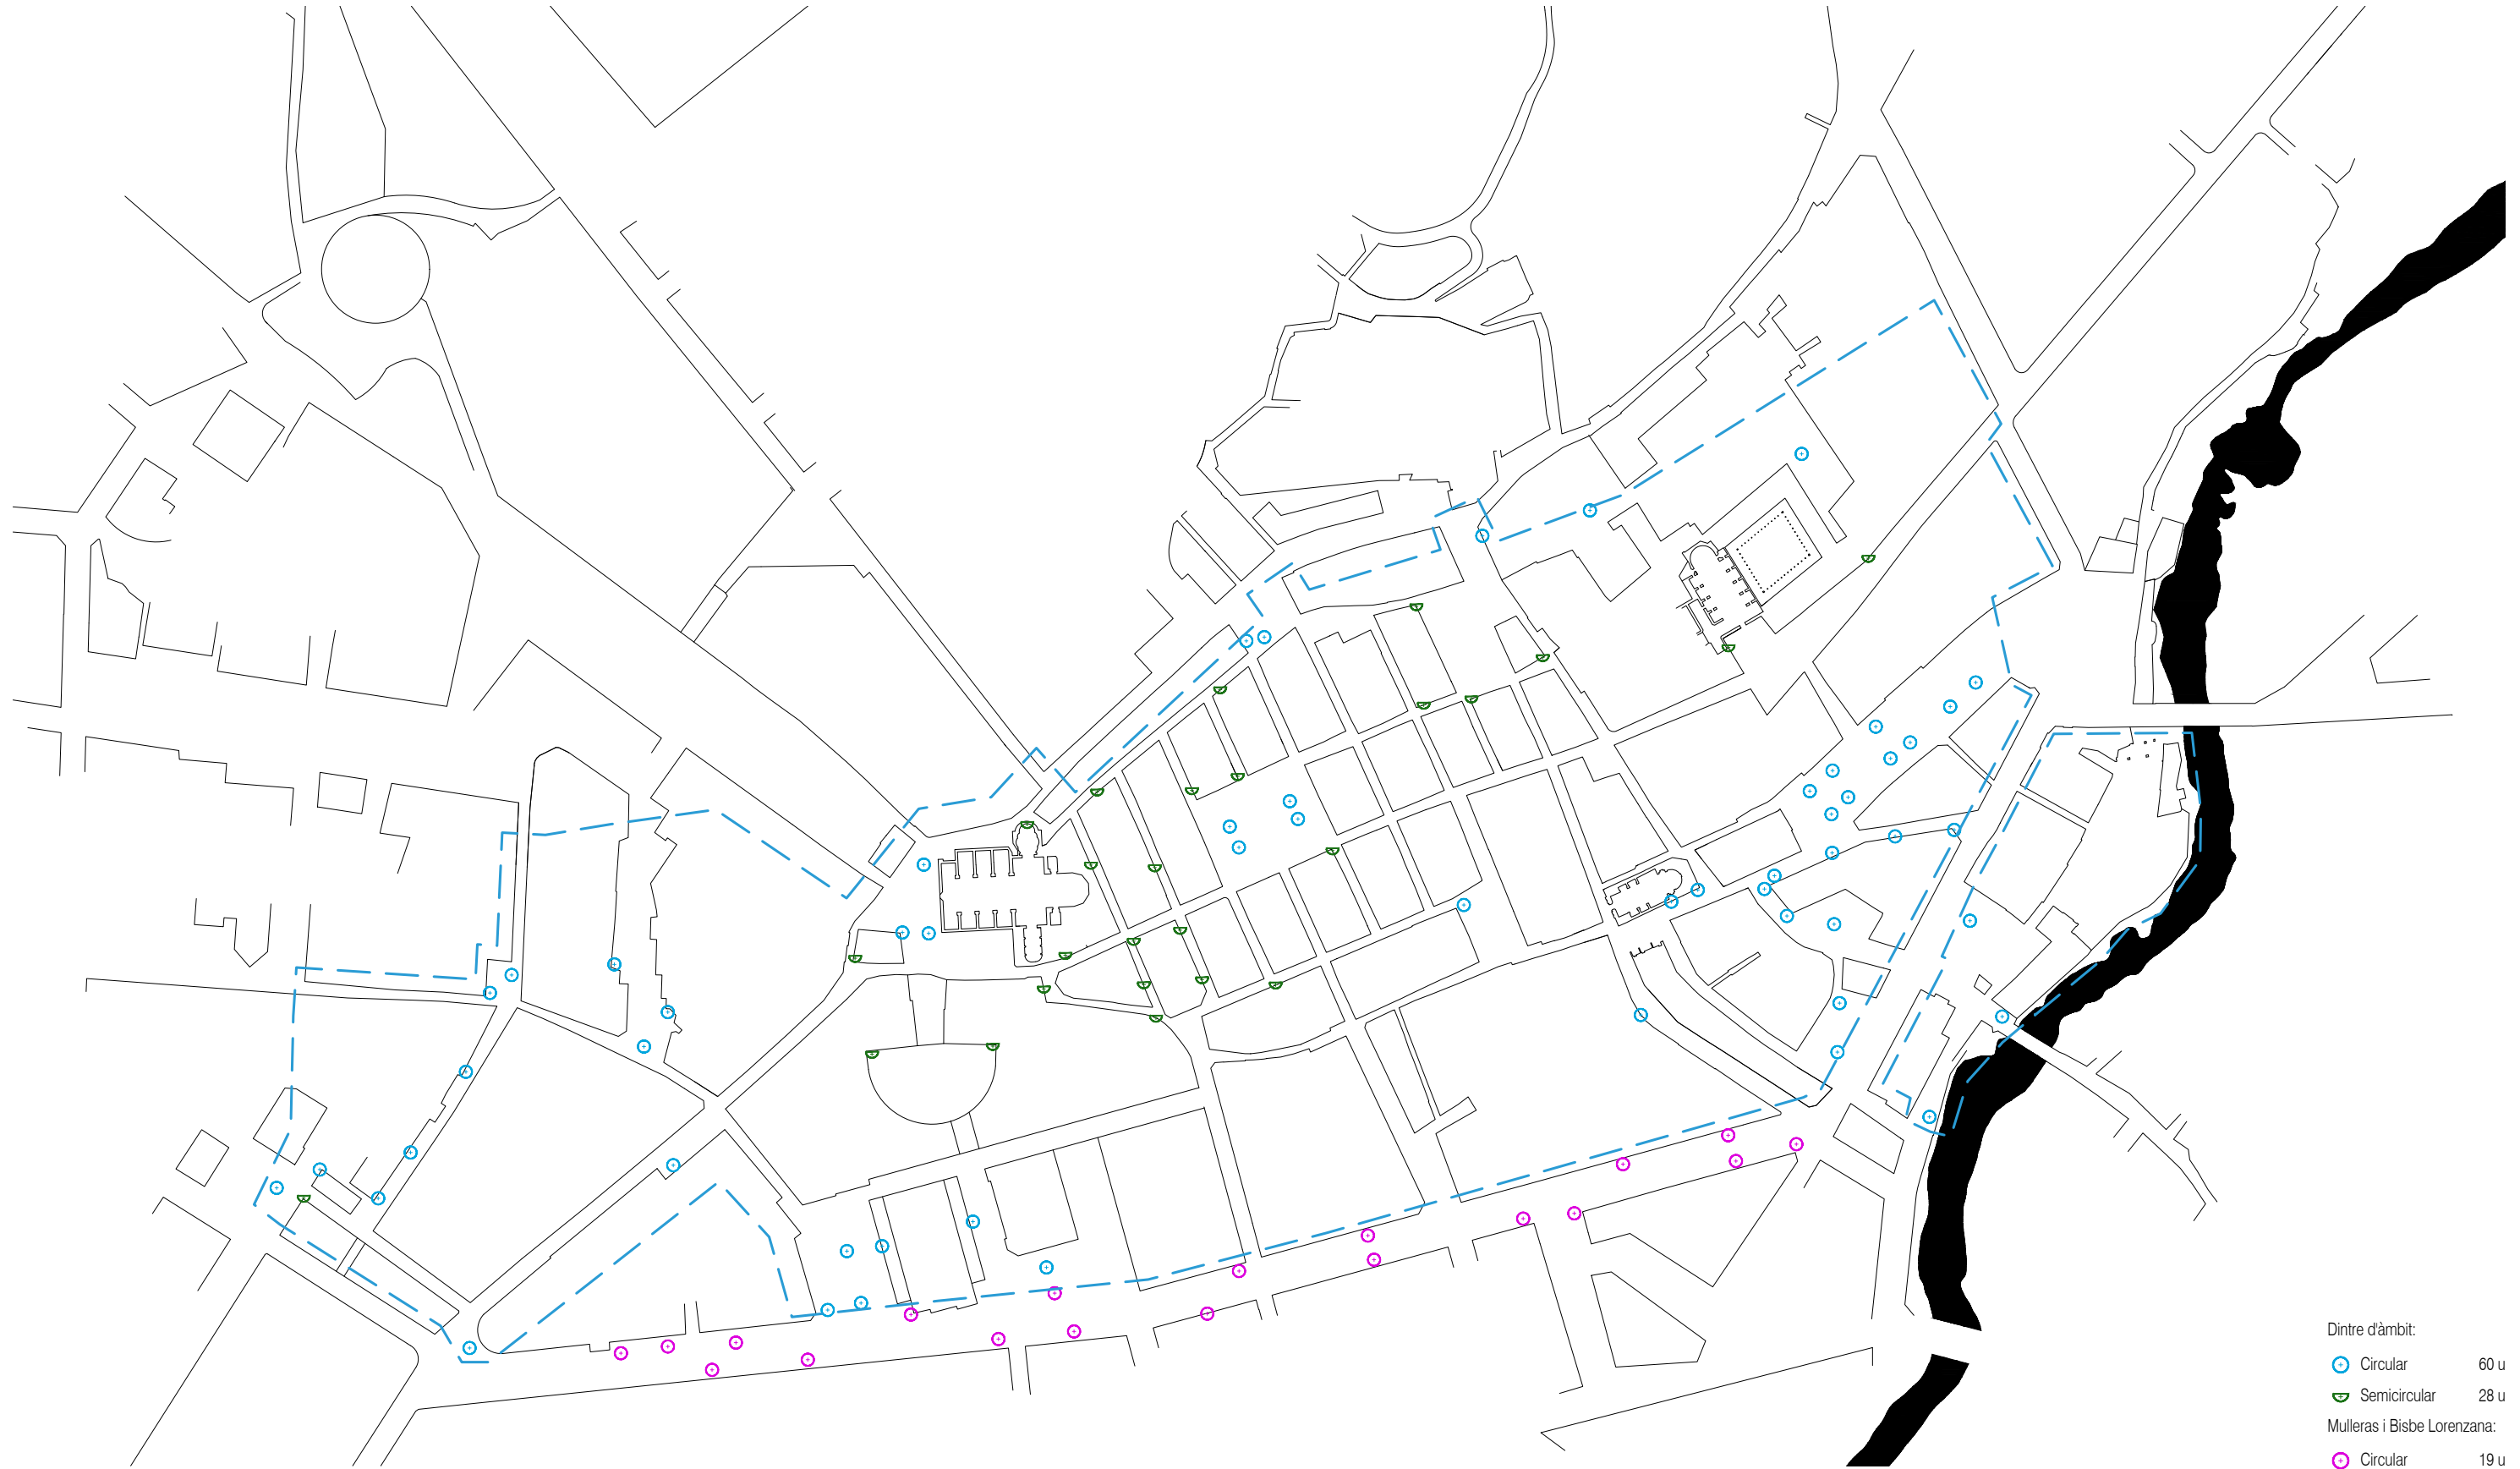 Dintre d'àmbit:
Circular 60 u
Semicircular 28 u
Mulleras i Bisbe Lorenzana:
Circular 19 u